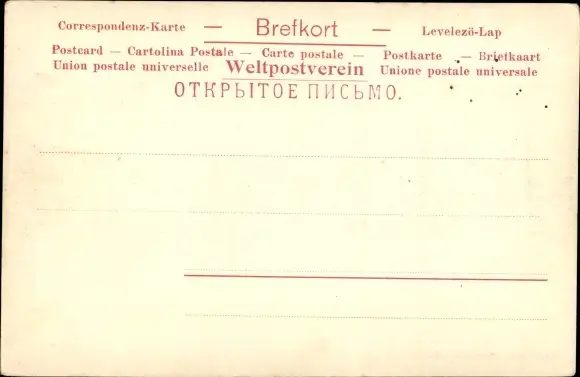 Correspondenz-Karte — Brefkort — Levelezö-Lap
Postcard — Cartolina Postale — Carte postale — Postkarte — Briefkaart
Union postale universelle Weltpostverein Unione postale universale
ОТКРЫТОЕ ПИСЬМО.